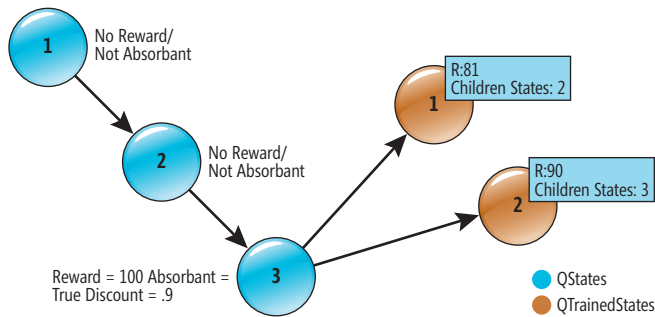 1
No Reward/
Not Absorbant
2
No Reward/
Not Absorbant
3
Reward = 100 Absorbant =
True Discount = .9
1
R:81
Children States: 2
2
R:90
Children States: 3
QStates
QTrainedStates